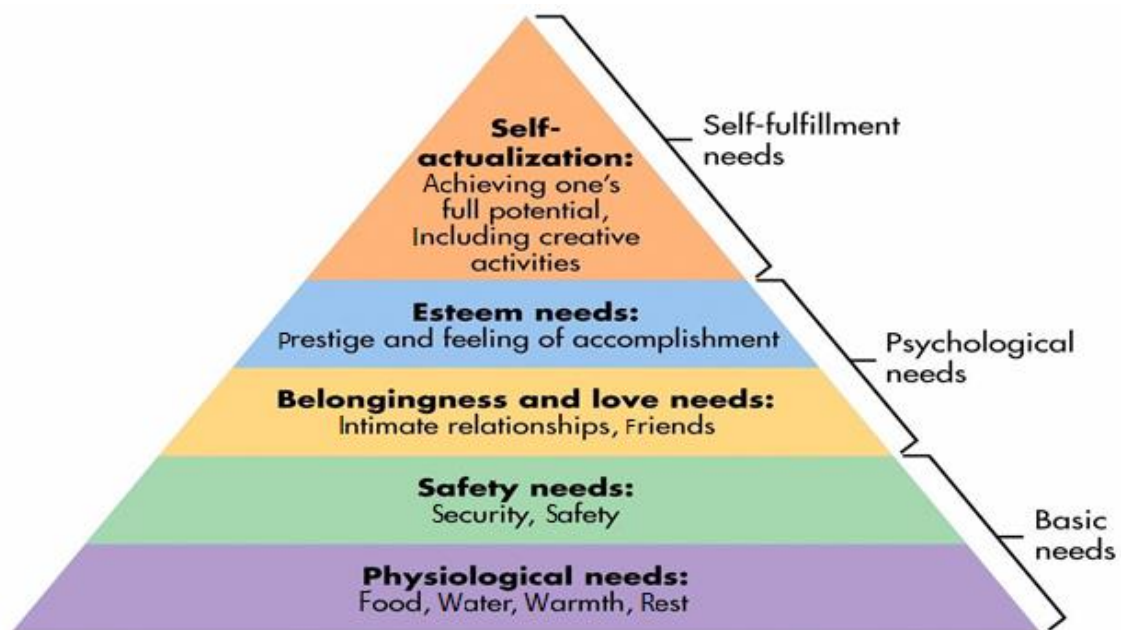 Self-
actualization:
Achieving one's
full potential,
Including creative
activities
Self-fulfillment
needs
Esteem needs:
Prestige and feeling of accomplishment
Psychological
needs
Belongingness and love needs:
Intimate relationships, Friends
Safety needs:
Security, Safety
Basic
needs
Physiological needs:
Food, Water, Warmth, Rest